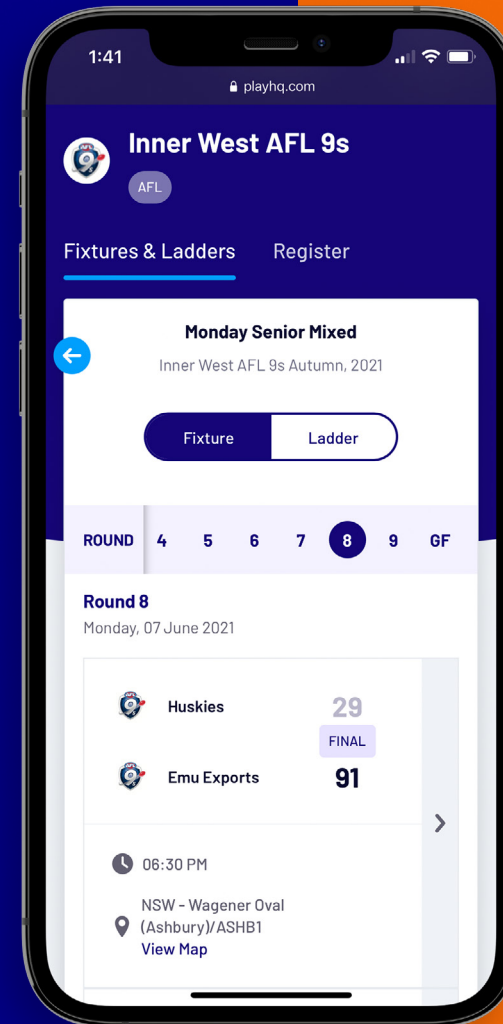 1:41
playhq.com
Inner West AFL 9s
AFL
Fixtures & Ladders Register
Monday Senior Mixed
Inner West AFL 9s Autumn, 2021
Fixture Ladder
ROUND 4 5 6 7 8 9 GF
Round 8
Monday, 07 June 2021
Huskies 29
FINAL
Emu Exports 91
06:30 PM
NSW - Wagener Oval
(Ashbury)/ASHB1
View Map